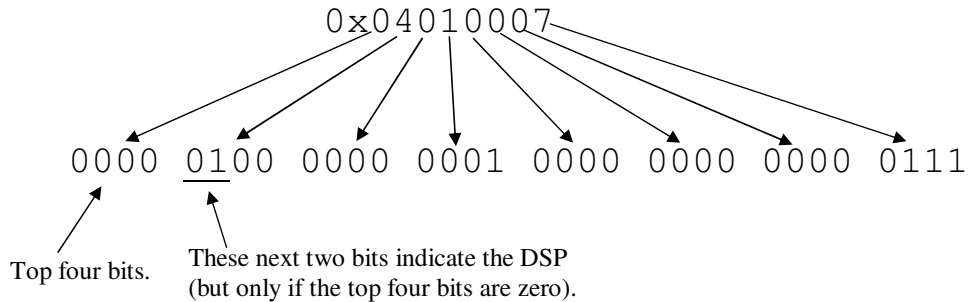 0x04010007
0000 0100 0000 0001 0000 0000 0000 0111
Top four bits.
These next two bits indicate the DSP
(but only if the top four bits are zero).